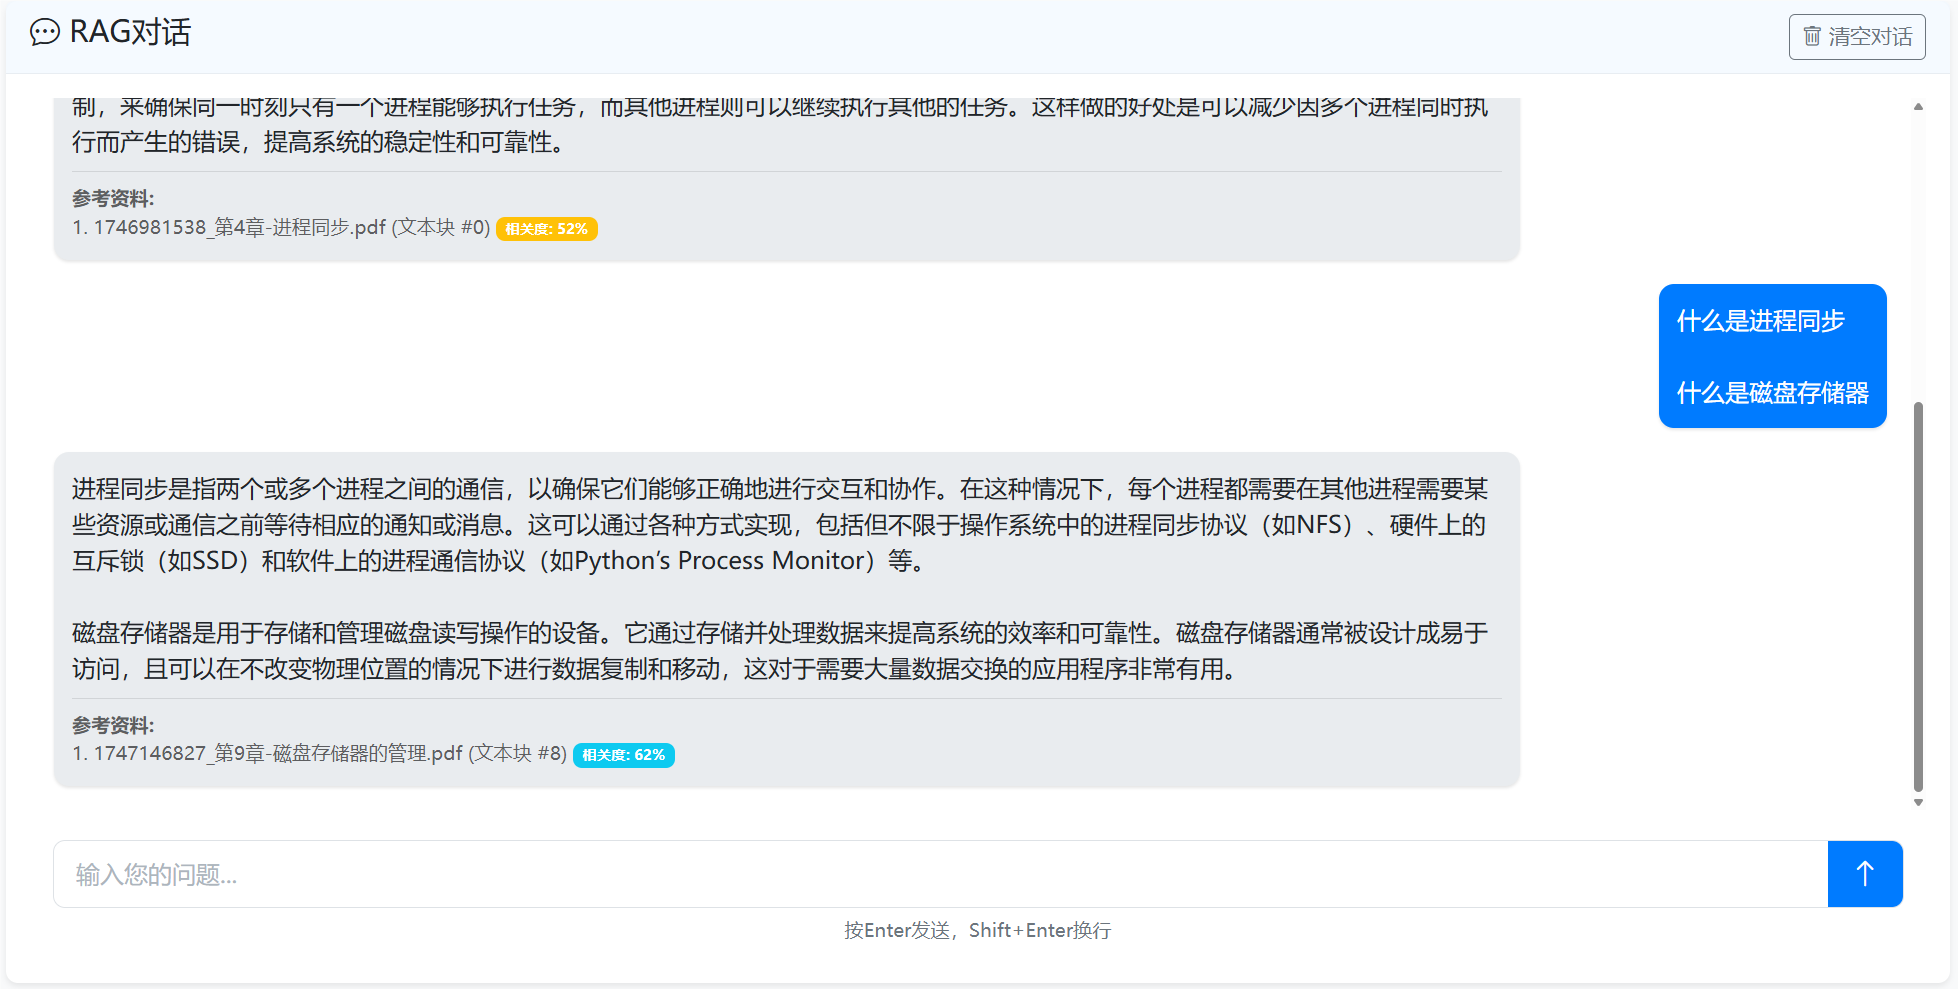 RAG对话
清空对话
制，来确保同一时刻只有一个进程能够执行任务，而其他进程则可以继续执行其他的任务。这样做的好处是可以减少因多个进程同时执
行而产生的错误，提高系统的稳定性和可靠性。
参考资料:
1. 1746981538_第4章-进程同步.pdf (文本块 #0) 相关度: 52%
什么是进程同步
什么是磁盘存储器
进程同步是指两个或多个进程之间的通信，以确保它们能够正确地进行交互和协作。在这种情况下，每个进程都需要在其他进程需要某
些资源或通信之前等待相应的通知或消息。这可以通过各种方式实现，包括但不限于操作系统中的进程同步协议（如NFS）、硬件上的
互斥锁（如SSD）和软件上的进程通信协议（如Python’s Process Monitor）等。
磁盘存储器是用于存储和管理磁盘读写操作的设备。它通过存储并处理数据来提高系统的效率和可靠性。磁盘存储器通常被设计成易于
访问，且可以在不改变物理位置的情况下进行数据复制和移动，这对于需要大量数据交换的应用程序非常有用。
参考资料:
1. 1747146827_第9章-磁盘存储器的管理.pdf (文本块 #8) 相关度: 62%
输入您的问题...
按Enter发送，Shift+Enter换行